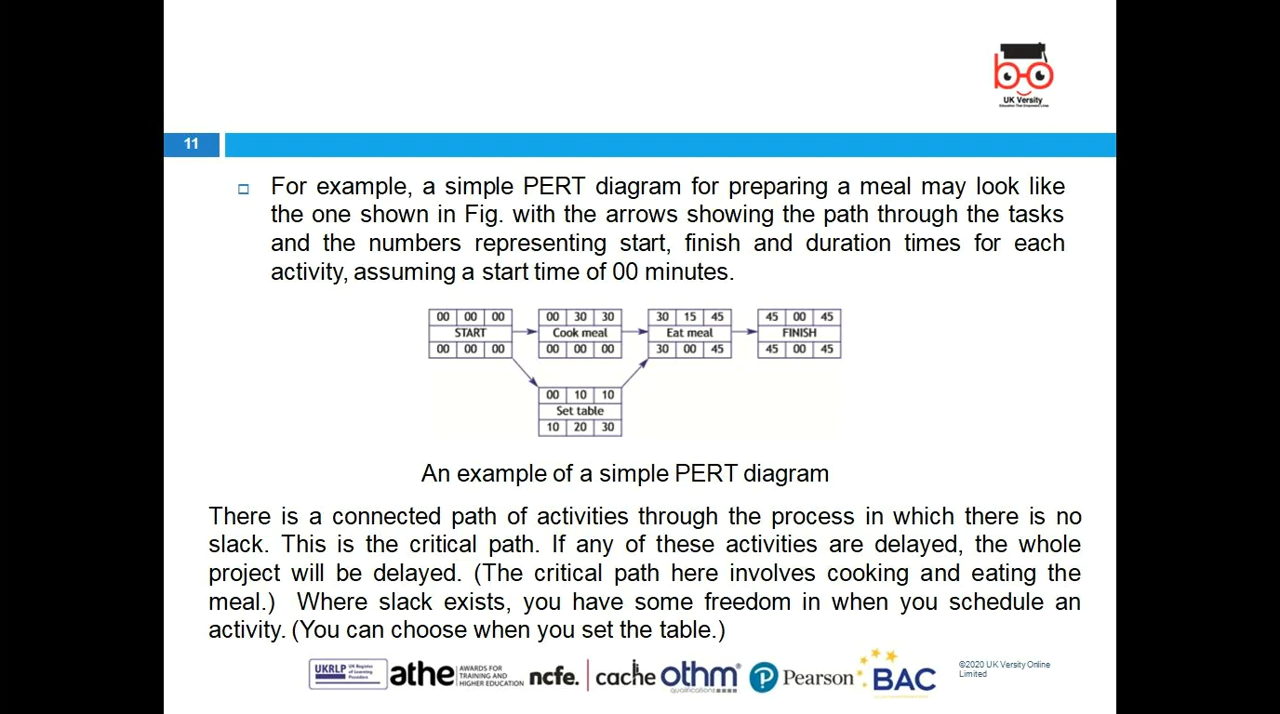 UK Versity
Education That Empowers Lives
11
For example, a simple PERT diagram for preparing a meal may look like
the one shown in Fig. with the arrows showing the path through the tasks
and the numbers representing start, finish and duration times for each
activity, assuming a start time of 00 minutes.
00 00 00
START
00 00 00
00 30 30
Cook meal
00 00 00
30 15 45
Eat meal
30 00 45
45 00 45
FINISH
45 00 45
00 10 10
Set table
10 20 30
An example of a simple PERT diagram
There is a connected path of activities through the process in which there is no
slack. This is the critical path. If any of these activities are delayed, the whole
project will be delayed. (The critical path here involves cooking and eating the
meal.) Where slack exists, you have some freedom in when you schedule an
activity. (You can choose when you set the table.)
UKRLP
UK Register
of Learning
Providers
athe
AWARDS FOR
TRAINING AND
HIGHER EDUCATION
ncfe.
cache
othm
qualifications
Pearson
BAC
©2020 UK Versity Online
Limited